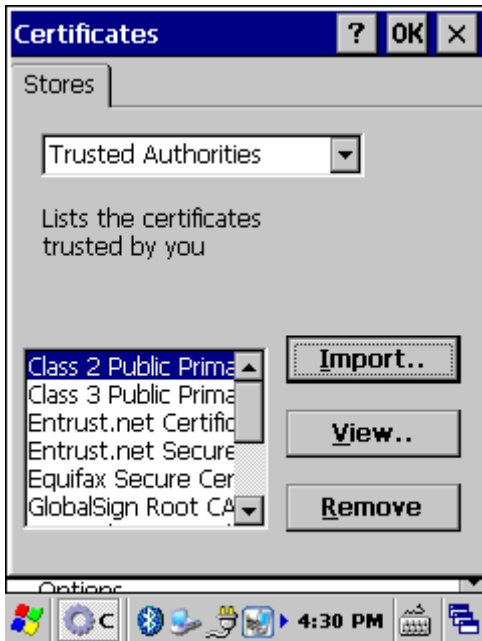 Certificates ? OK ×
Stores
Trusted Authorities
Lists the certificates
trusted by you
Class 2 Public Prima
Class 3 Public Prima
Entrust.net Certific
Entrust.net Secure
Equifax Secure Cer
GlobalSign Root CA
Import..
View..
Remove
Options
C 4:30 PM